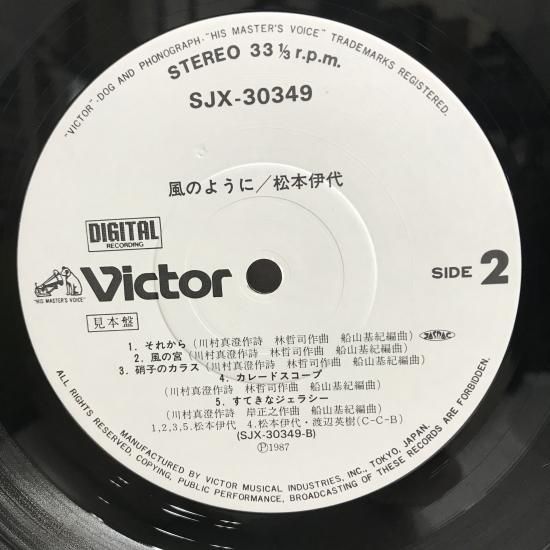 "VICTOR"-DOG AND PHONOGRAPH-"HIS MASTER'S VOICE" TRADEMARKS REGISTERED.
STEREO 33 1/3 r.p.m.
SJX-30349
風のように／松本伊代
DIGITAL
RECORDING
"HIS MASTER'S VOICE"
Victor
SIDE 2
見本盤
JASRAC
1. それから (川村真澄作詩 林哲司作曲 船山基紀編曲)
2. 風の宮 (川村真澄作詩 林哲司作曲 船山基紀編曲)
3. 硝子のカラス (川村真澄作詩 林哲司作曲 船山基紀編曲)
4. カレードスコープ
(川村真澄作詩 林哲司作曲 船山基紀編曲)
5. すてきなジェラシー
(川村真澄作詩 岸正之作曲 船山基紀編曲)
1,2,3,5.松本伊代 4.松本伊代・渡辺英樹(C-C-B)
(SJX-30349-B)
Ⓟ1987
ALL RIGHTS RESERVED, COPYING, PUBLIC PERFORMANCE, BROADCASTING OF THESE RECORDS ARE FORBIDDEN.
MANUFACTURED BY VICTOR MUSICAL INDUSTRIES, INC., TOKYO, JAPAN.